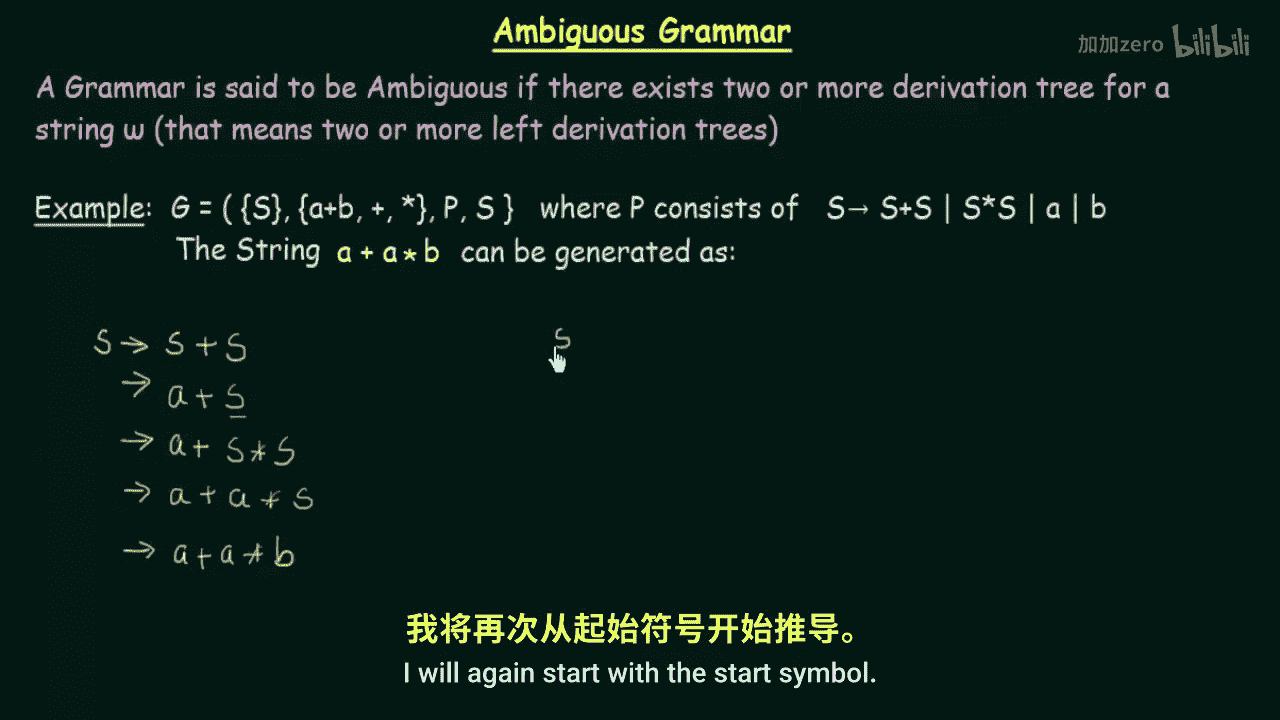 Ambiguous Grammar
加加zero bilibili
A Grammar is said to be Ambiguous if there exists two or more derivation tree for a
string ω (that means two or more left derivation trees)
Example: G = ( {S}, {a+b, +, *}, P, S } where P consists of S→ S+S | S*S | a | b
The String a + a * b can be generated as:
S → S + S
→ a + S
→ a + S * S
→ a + a * S
→ a + a * b
S
我将再次从起始符号开始推导。
I will again start with the start symbol.